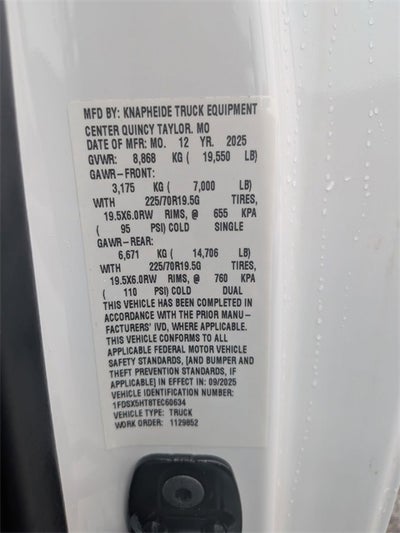 MFD BY: KNAPHEIDE TRUCK EQUIPMENT
CENTER QUINCY TAYLOR. MO
DATE OF MFR: MO. 12 YR. 2025
GVWR: 8,868 KG ( 19,550 LB)
GAWR-FRONT:
3,175 KG ( 7,000 LB)
WITH 225/70R19.5G TIRES,
19.5X6.0RW RIMS, @ 655 KPA
( 95 PSI) COLD SINGLE
GAWR-REAR:
6,671 KG ( 14,706 LB)
WITH 225/70R19.5G TIRES,
19.5X6.0RW RIMS, @ 760 KPA
( 110 PSI) COLD DUAL
THIS VEHICLE HAS BEEN COMPLETED IN
ACCORDANCE WITH THE PRIOR MANU-
FACTURERS' IVD, WHERE APPLICABLE.
THIS VEHICLE CONFORMS TO ALL
APPLICABLE FEDERAL MOTOR VEHICLE
SAFETY STANDARDS, [AND BUMPER AND
THEFT PREVENTION STANDARDS, IF
APPLICABLE] IN EFFECT IN: 09/2025
VEHICLE IDENTIFICATION NUMBER:
1FDSX5HT8TEC60634
VEHICLE TYPE: TRUCK
WORK ORDER: 1129852